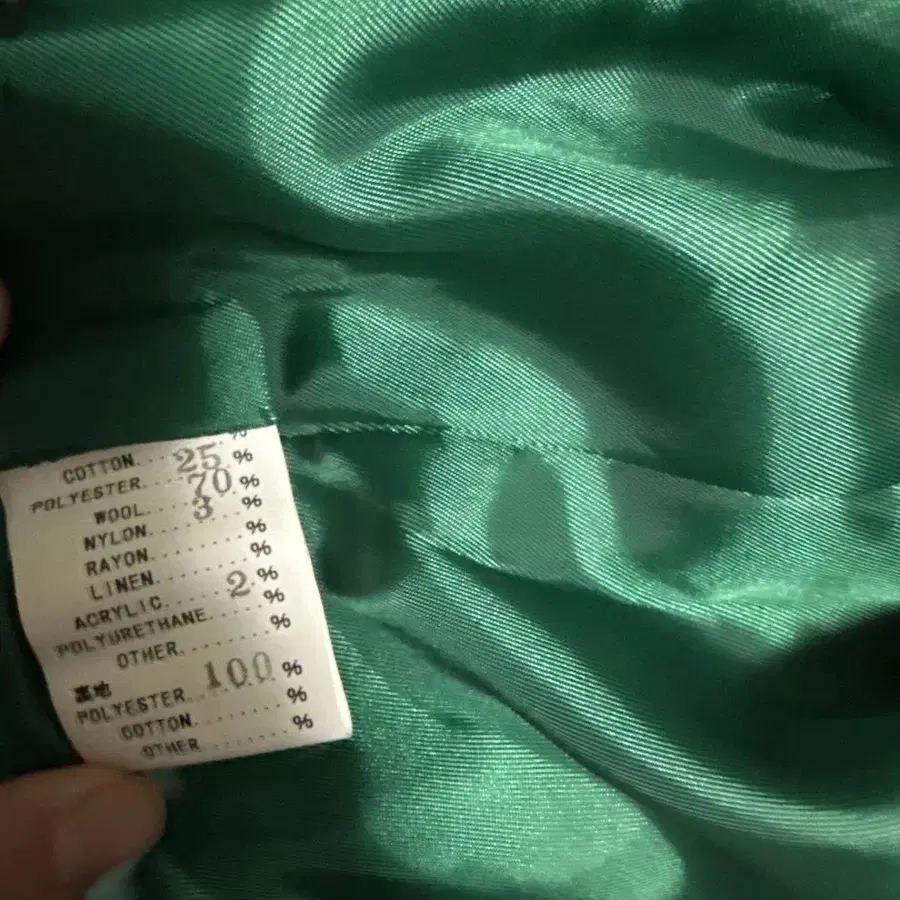 COTTON....25 %
POLYESTER....70 %
WOOL......3 %
NYLON.......... %
RAYON.......... %
LINEN.......... %
ACRYLIC......2 %
POLYURETHANE...... %
OTHER.......... %
裏地
POLYESTER..100 %
COTTON........ %
OTHER........ %